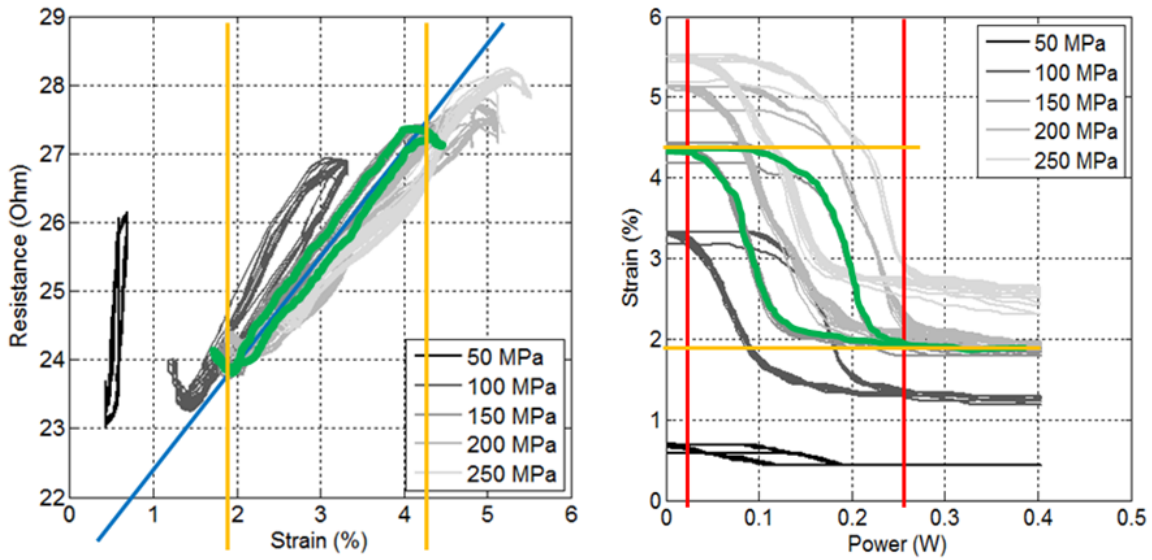 29
28
27
26
25
24
23
22
0
1
2
3
4
5
6
Resistance (Ohm)
Strain (%)
50 MPa
100 MPa
150 MPa
200 MPa
250 MPa
6
5
4
3
2
1
0
0
0.1
0.2
0.3
0.4
0.5
Strain (%)
Power (W)
50 MPa
100 MPa
150 MPa
200 MPa
250 MPa